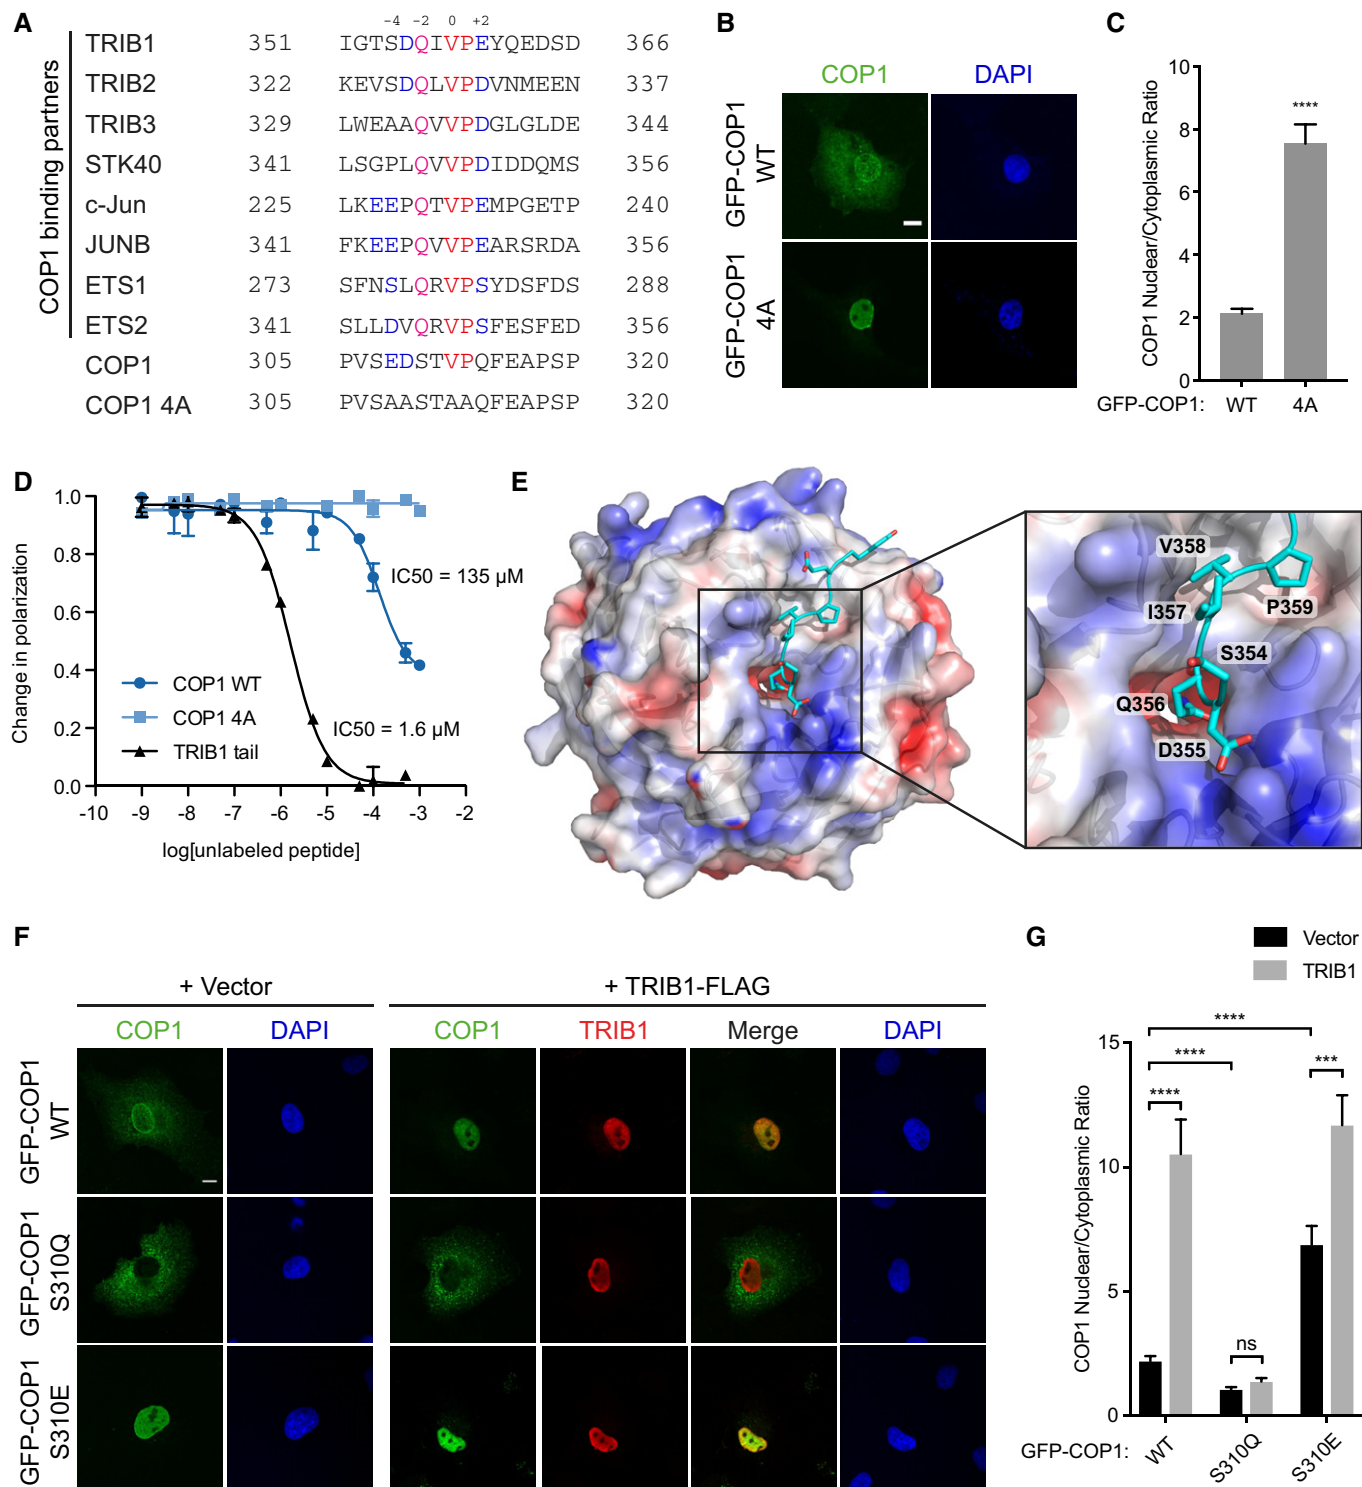 A
-4 -2 0 +2
COP1 binding partners
TRIB1 351 IGTSDQIVPEYQEDSD 366
TRIB2 322 KEVSDQLVPDVNMEEN 337
TRIB3 329 LWEAAQVVPDGLGLDE 344
STK40 341 LSGPLQVVPDIDDQMS 356
c-Jun 225 LKEEPQTVPEMPGETP 240
JUNB 341 FKEEPQVVPEARSRDA 356
ETS1 273 SFNSLQRVPSYDSFDS 288
ETS2 341 SLLDVQRVPSFESFED 356
COP1 305 PVSEDSTVPQFEAPSP 320
COP1 4A 305 PVSAASTAAQFEAPSP 320
B
COP1 DAPI
GFP-COP1 WT
GFP-COP1 4A
C
COP1 Nuclear/Cytoplasmic Ratio
10
8
6
4
2
0
****
GFP-COP1: WT 4A
D
Change in polarization
1.0
0.8
0.6
0.4
0.2
0.0
IC50 = 135 µM
COP1 WT
COP1 4A
TRIB1 tail
IC50 = 1.6 µM
-10 -9 -8 -7 -6 -5 -4 -3 -2
log[unlabeled peptide]
E
V358
I357
P359
S354
Q356
D355
F
+ Vector
+ TRIB1-FLAG
COP1 DAPI COP1 TRIB1 Merge DAPI
GFP-COP1 WT
GFP-COP1 S310Q
GFP-COP1 S310E
G
Vector
TRIB1
COP1 Nuclear/Cytoplasmic Ratio
15
10
5
0
****
****
****
***
ns
GFP-COP1: WT S310Q S310E